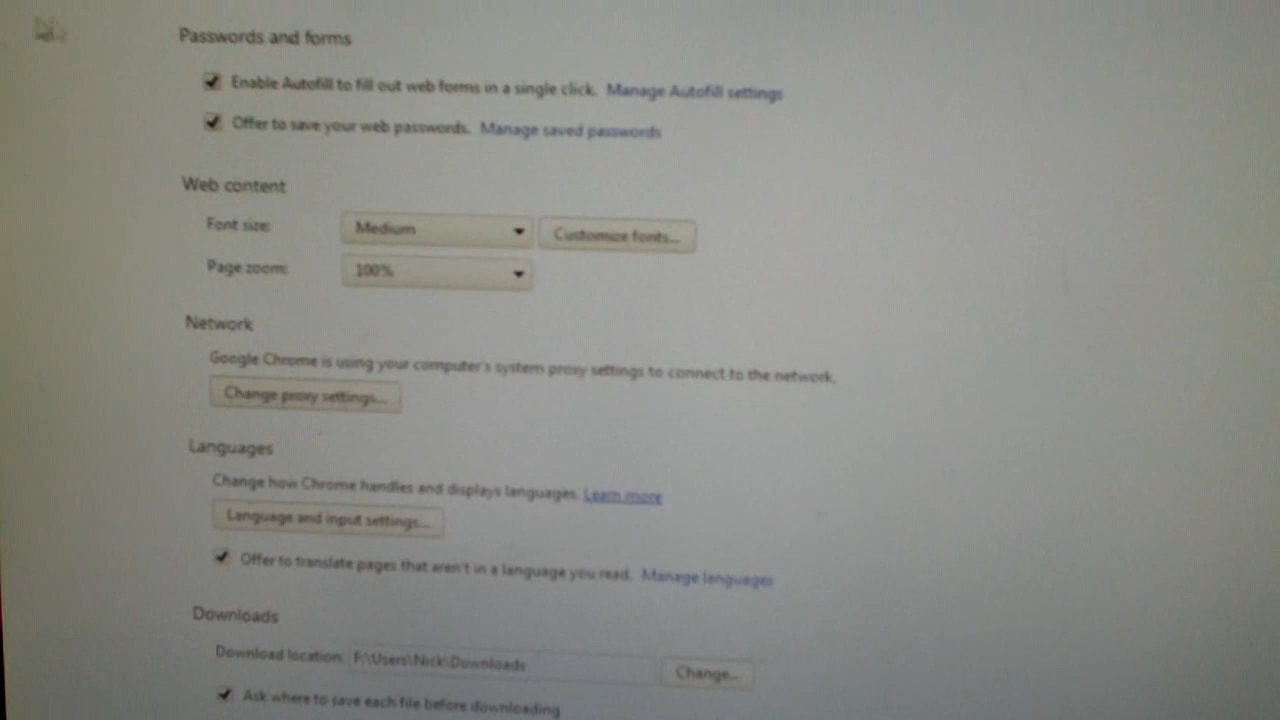 Passwords and forms
Enable Autofill to fill out web forms in a single click. Manage Autofill settings
Offer to save your web passwords. Manage saved passwords
Web content
Font size: Medium Customize fonts...
Page zoom: 100%
Network
Google Chrome is using your computer's system proxy settings to connect to the network.
Change proxy settings...
Languages
Change how Chrome handles and displays languages. Learn more
Language and input settings...
Offer to translate pages that aren't in a language you read. Manage languages
Downloads
Download location: F:\Users\Nick\Downloads Change...
Ask where to save each file before downloading